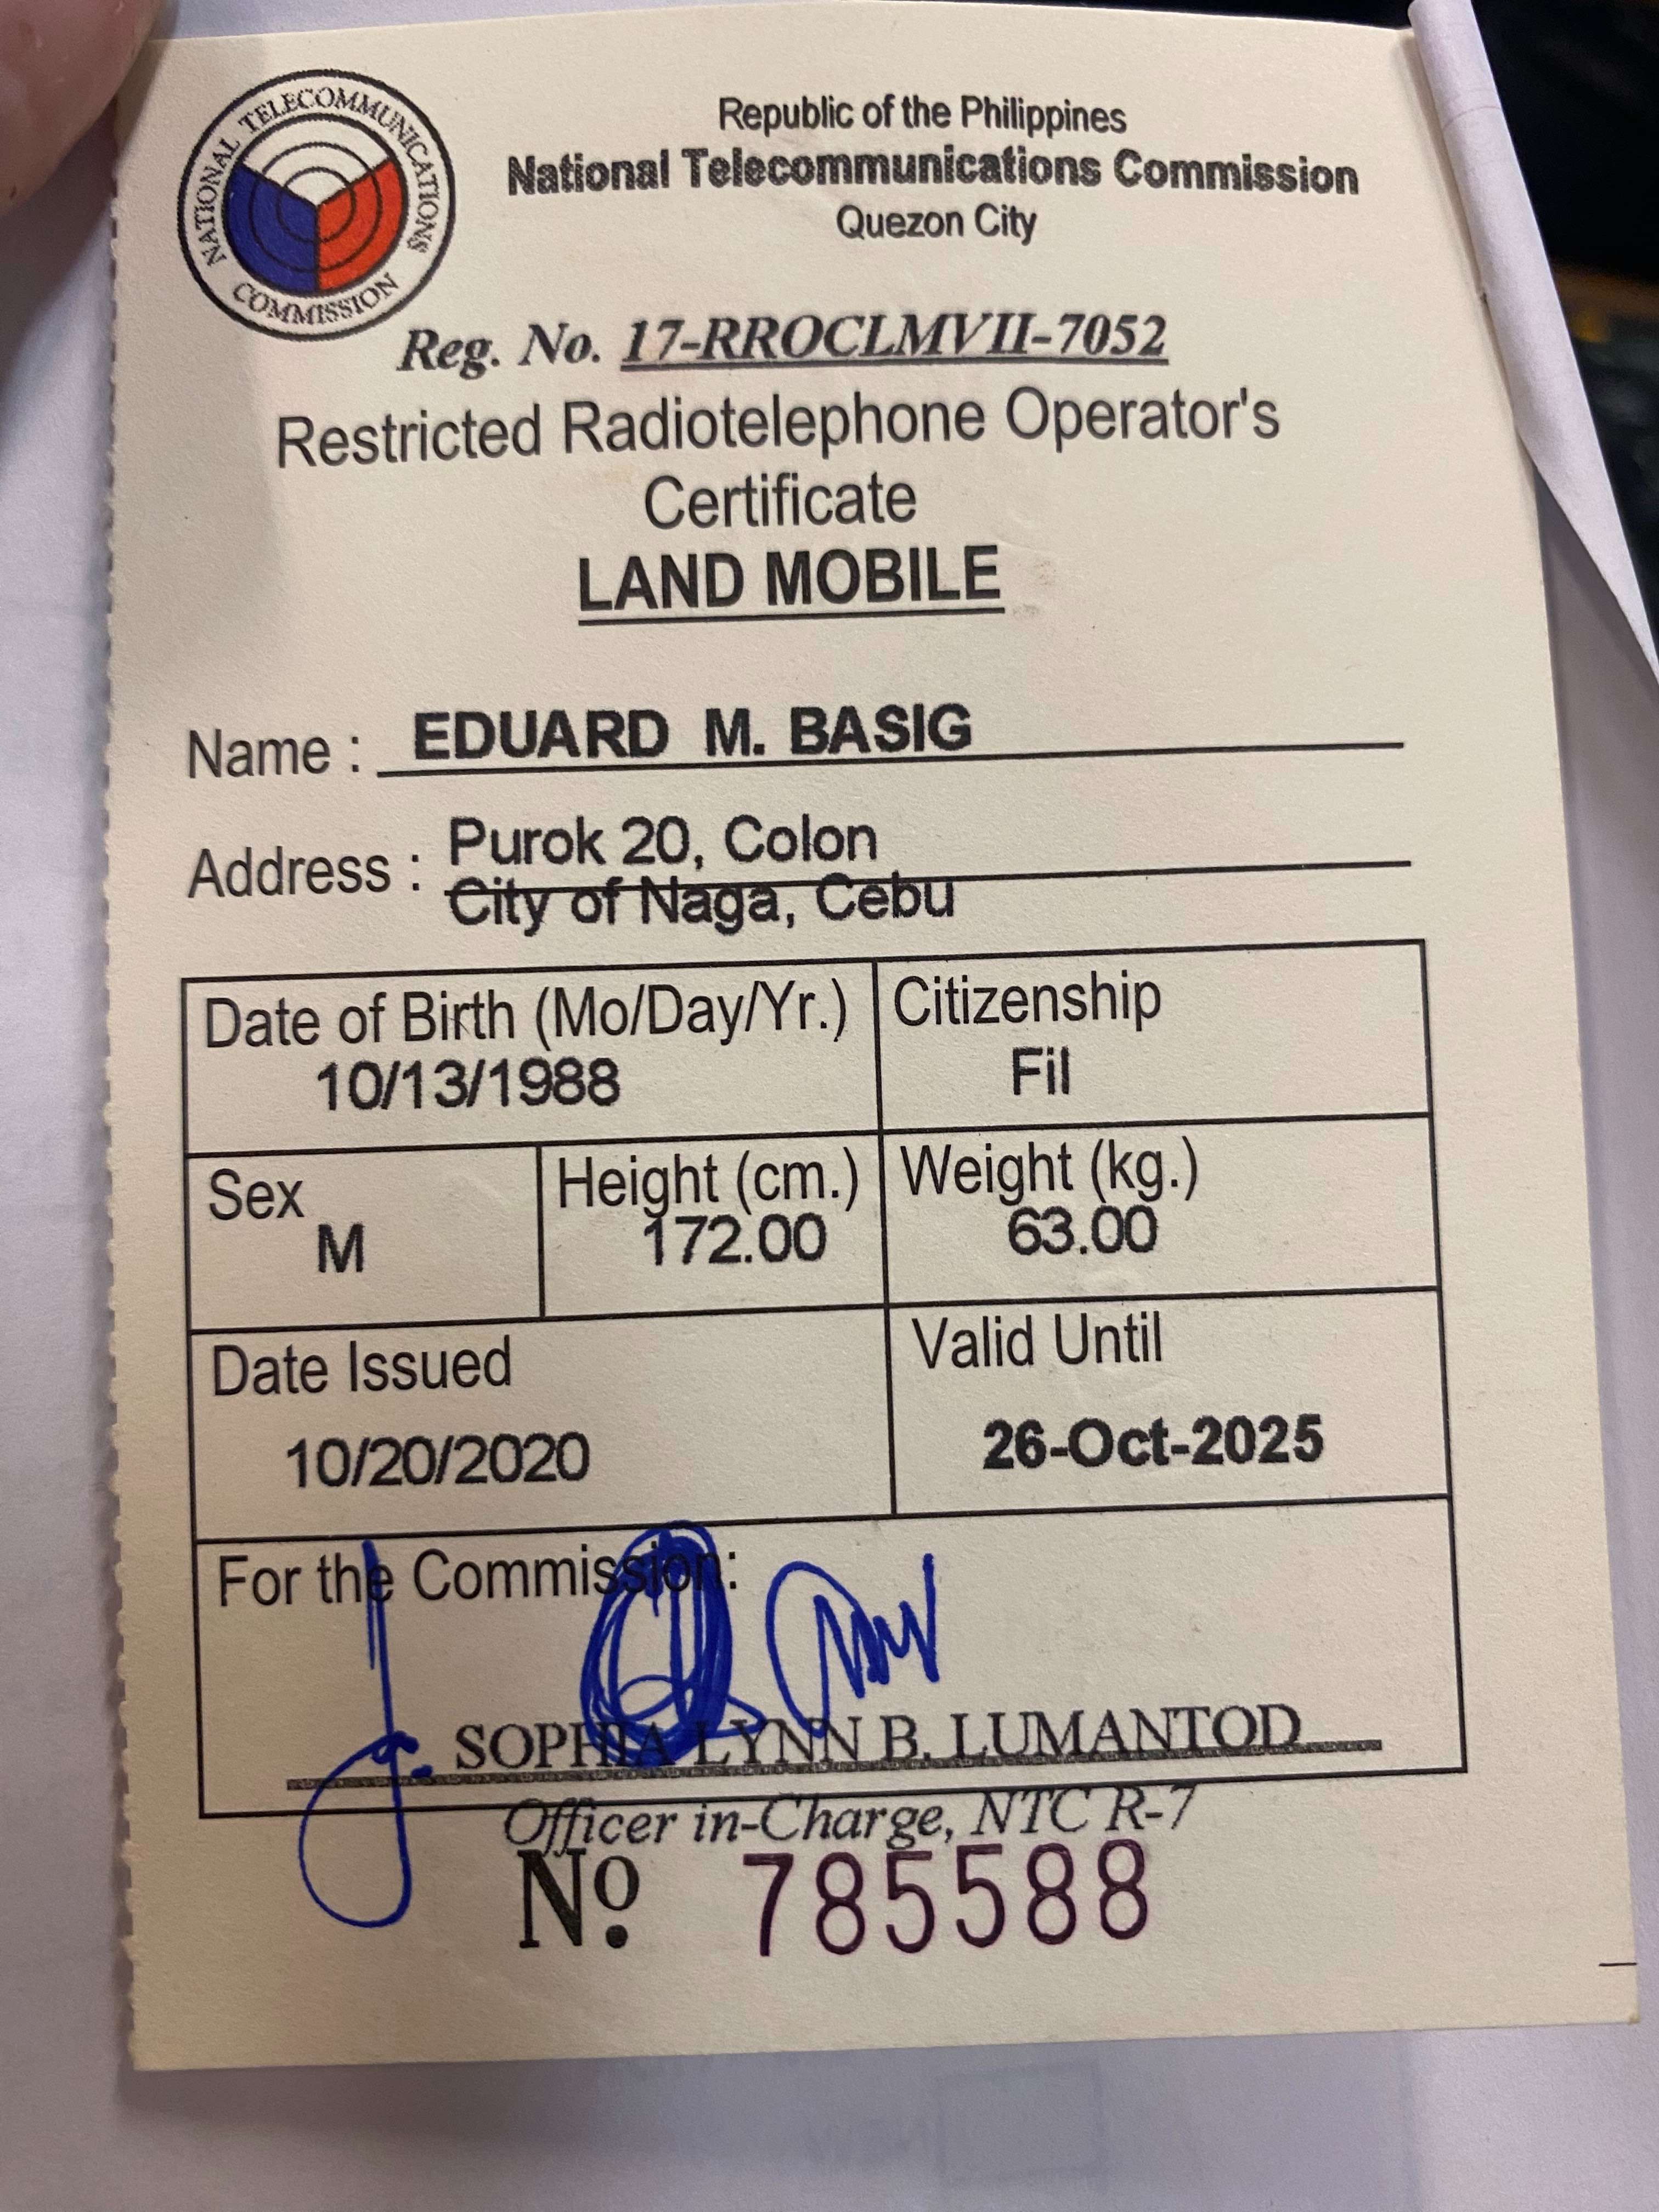 NATIONAL TELECOMMUNICATIONS COMMISSION
Republic of the Philippines
National Telecommunications Commission
Quezon City
Reg. No. 17-RROCLMVII-7052
Restricted Radiotelephone Operator's
Certificate
LAND MOBILE
Name : EDUARD M. BASIG
Address : Purok 20, Colon
City of Naga, Cebu
Date of Birth (Mo/Day/Yr.) Citizenship
10/13/1988 Fil
Sex Height (cm.) Weight (kg.)
M 172.00 63.00
Date Issued Valid Until
10/20/2020 26-Oct-2025
For the Commission:
SOPHIA LYNN B. LUMANTOD
Officer in-Charge, NTC R-7
Nº. 785588